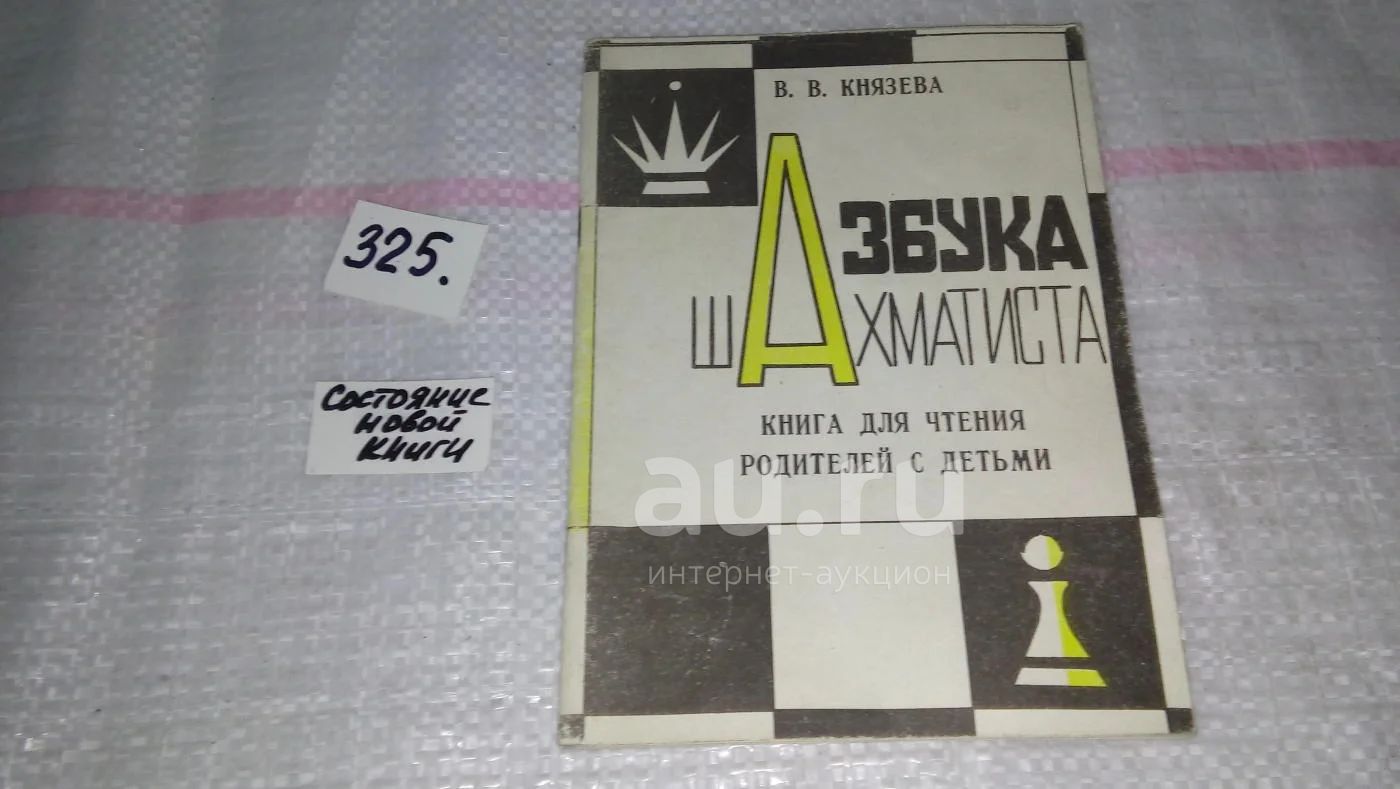 В. В. КНЯЗЕВА
АЗБУКА
ШАХМАТИСТА
КНИГА ДЛЯ ЧТЕНИЯ
РОДИТЕЛЕЙ С ДЕТЬМИ
325.
Состояние
новой
книги
au.ru
интернет-аукцион